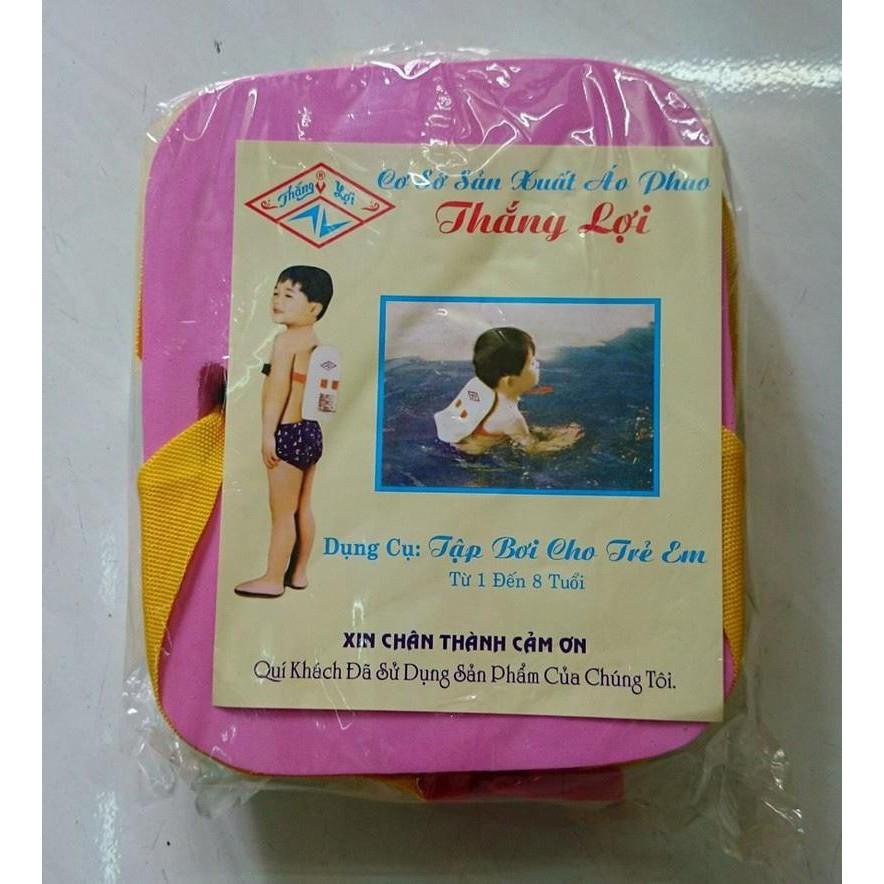 Thắng Lợi
®
Cơ Sở Sản Xuất Áo Phao
Thắng Lợi
Dụng Cụ: Tập Bơi Cho Trẻ Em
Từ 1 Đến 8 Tuổi
XIN CHÂN THÀNH CẢM ƠN
Quí Khách Đã Sử Dụng Sản Phẩm Của Chúng Tôi.